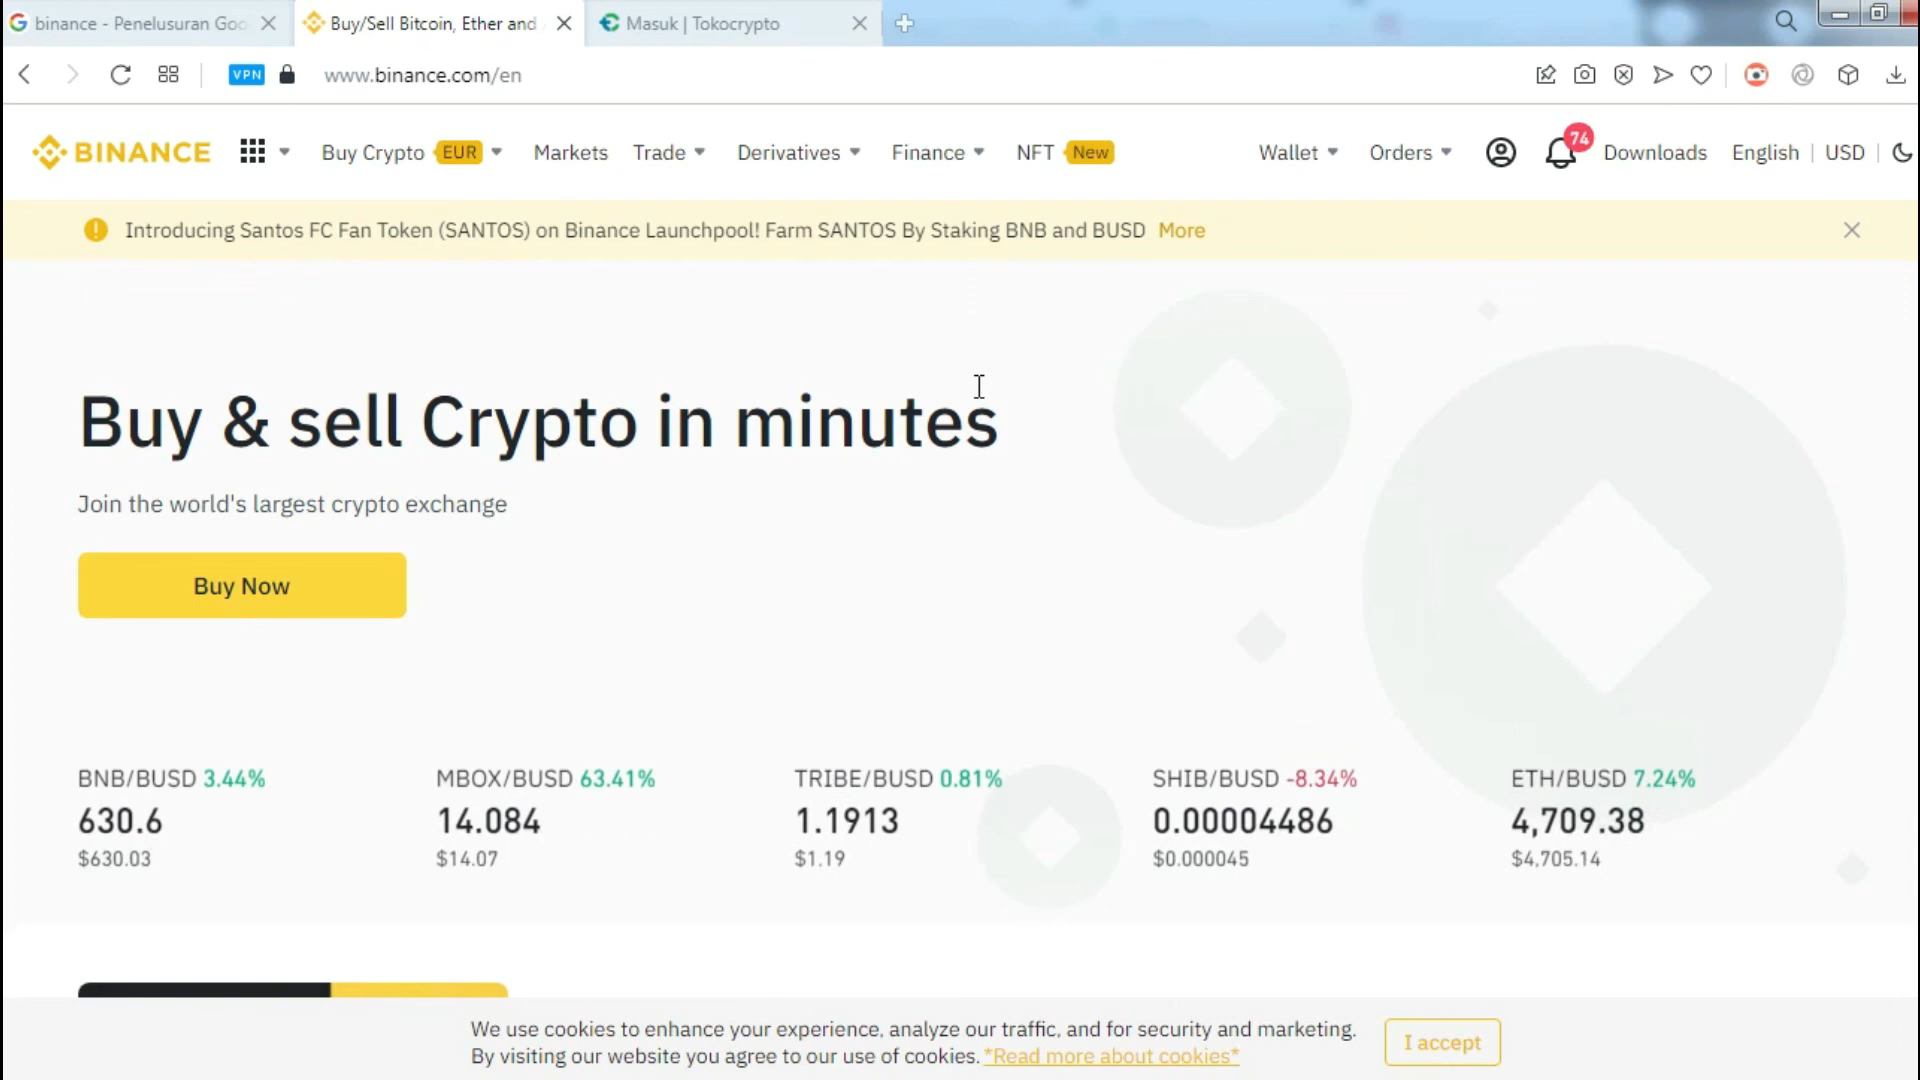 binance - Penelusuran Goo
Buy/Sell Bitcoin, Ether and
Masuk | Tokocrypto
VPN
www.binance.com/en
BINANCE
Buy Crypto EUR
Markets
Trade
Derivatives
Finance
NFT New
Wallet
Orders
74
Downloads
English | USD
Introducing Santos FC Fan Token (SANTOS) on Binance Launchpool! Farm SANTOS By Staking BNB and BUSD More
Buy & sell Crypto in minutes
Join the world's largest crypto exchange
Buy Now
BNB/BUSD 3.44%
630.6
$630.03
MBOX/BUSD 63.41%
14.084
$14.07
TRIBE/BUSD 0.81%
1.1913
$1.19
SHIB/BUSD -8.34%
0.00004486
$0.000045
ETH/BUSD 7.24%
4,709.38
$4,705.14
We use cookies to enhance your experience, analyze our traffic, and for security and marketing.
By visiting our website you agree to our use of cookies. *Read more about cookies*
I accept